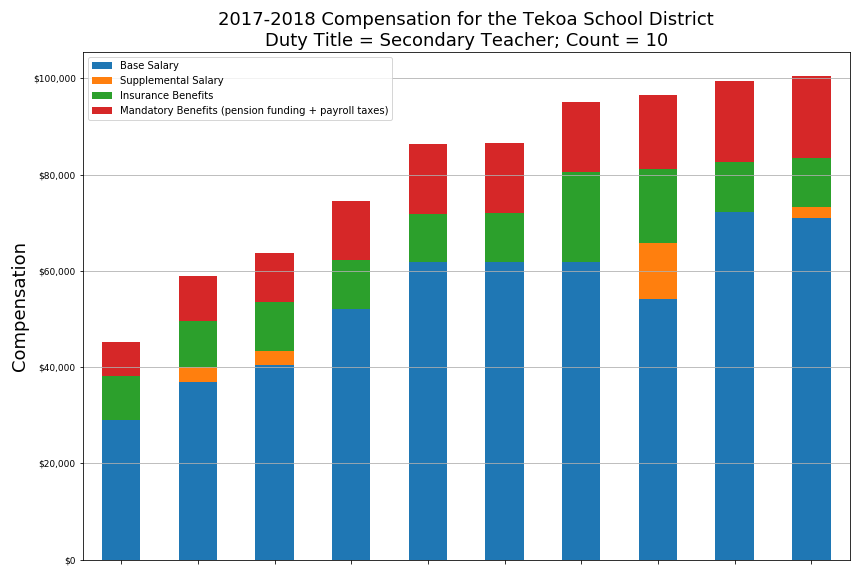 2017-2018 Compensation for the Tekoa School District
Duty Title = Secondary Teacher; Count = 10
Base Salary
Supplemental Salary
Insurance Benefits
Mandatory Benefits (pension funding + payroll taxes)
$100,000
$80,000
$60,000
$40,000
$20,000
$0
Compensation